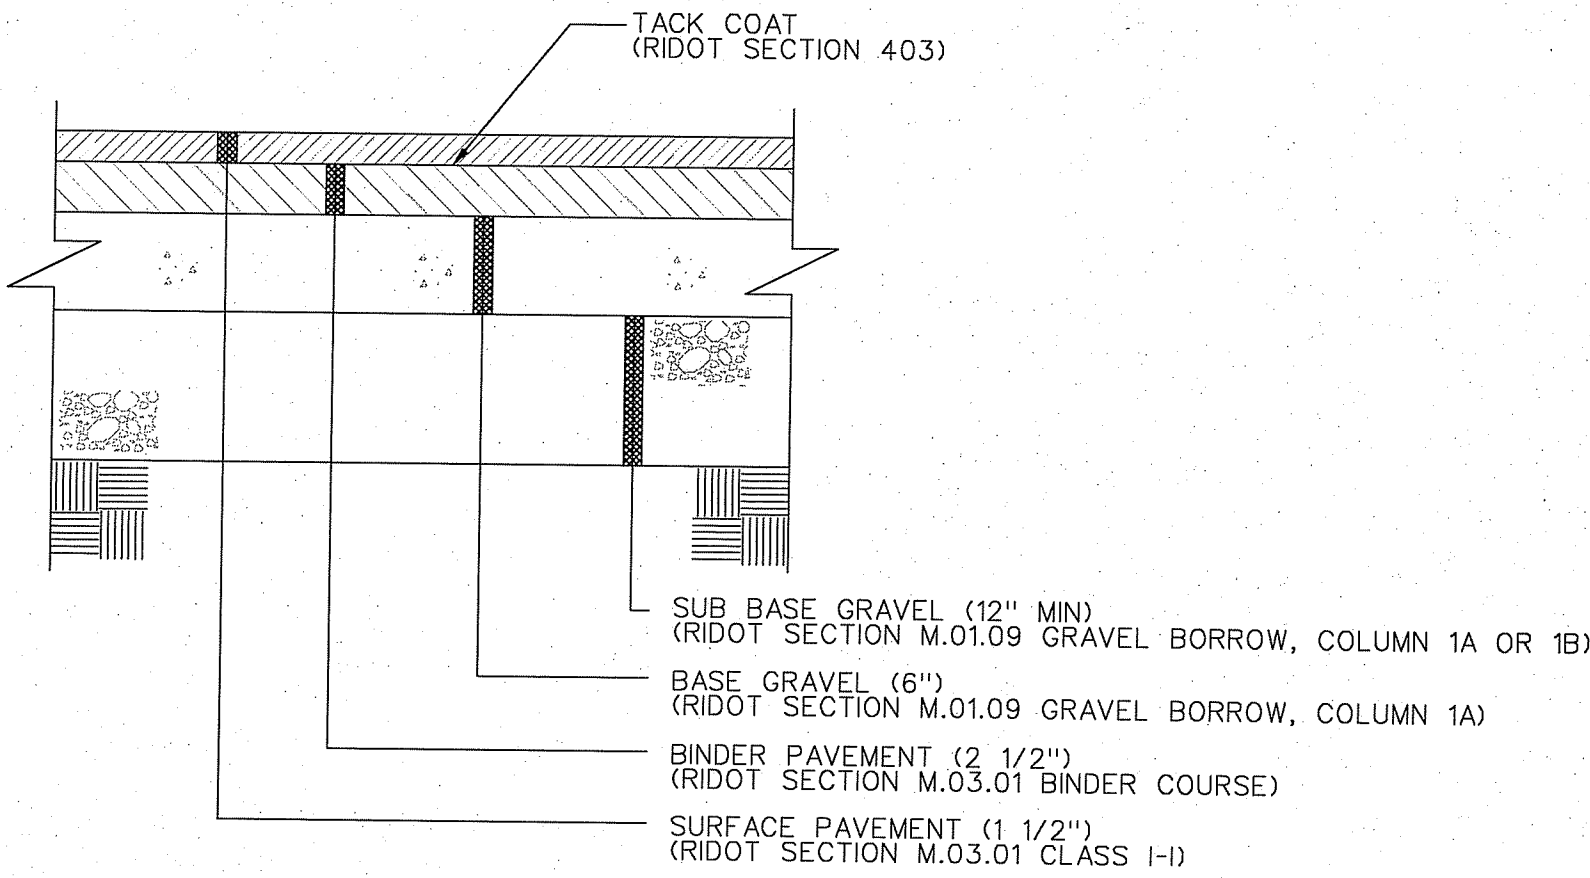 TACK COAT
(RIDOT SECTION 403)
SUB BASE GRAVEL (12" MIN)
(RIDOT SECTION M.01.09 GRAVEL BORROW, COLUMN 1A OR 1B)
BASE GRAVEL (6")
(RIDOT SECTION M.01.09 GRAVEL BORROW, COLUMN 1A)
BINDER PAVEMENT (2 1/2")
(RIDOT SECTION M.03.01 BINDER COURSE)
SURFACE PAVEMENT (1 1/2")
(RIDOT SECTION M.03.01 CLASS I-I)